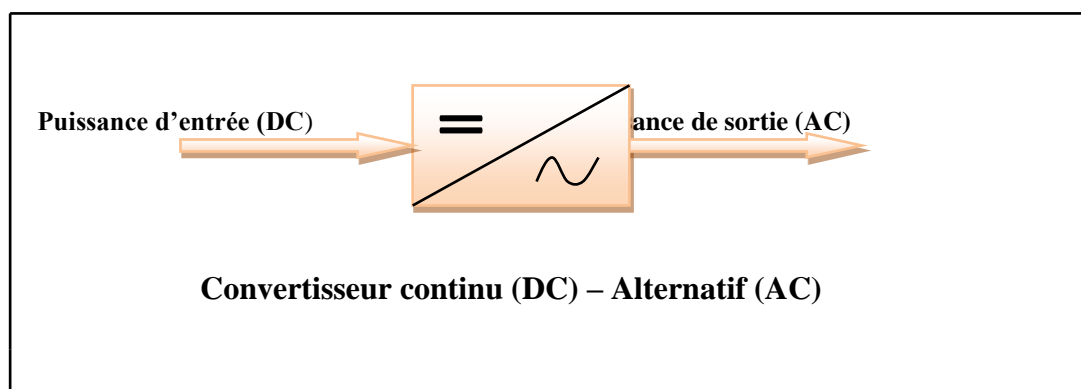 Puissance d’entrée (DC)
ance de sortie (AC)
Convertisseur continu (DC) – Alternatif (AC)